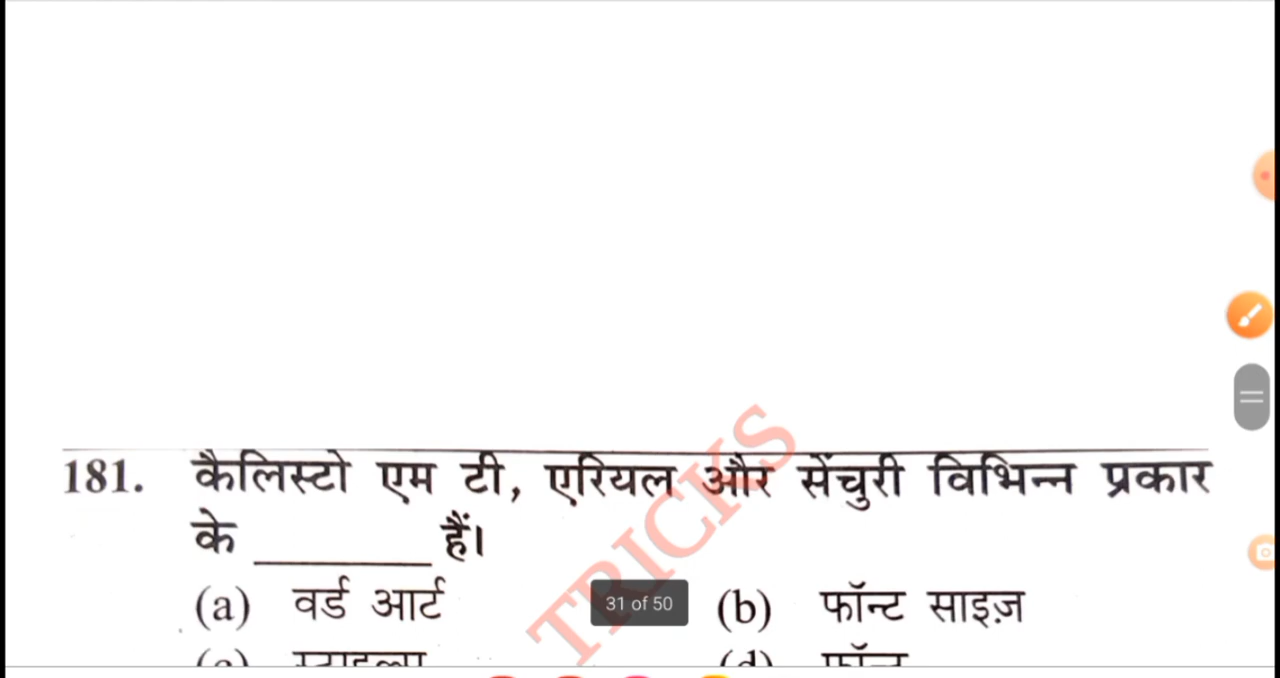 181. कैलिस्टो एम टी, एरियल और सेंचुरी विभिन्न प्रकार
के ________ हैं।
(a) वर्ड आर्ट (b) फॉन्ट साइज़
31 of 50
TRICKS